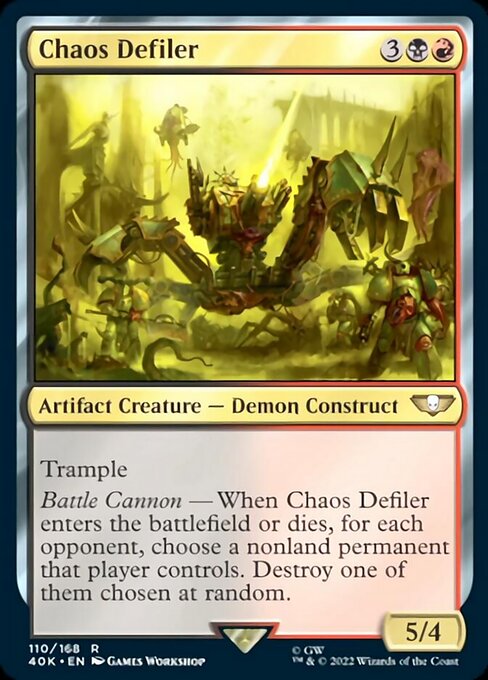 Chaos Defiler
3
Artifact Creature — Demon Construct
Trample
Battle Cannon — When Chaos Defiler
enters the battlefield or dies, for each
opponent, choose a nonland permanent
that player controls. Destroy one of
them chosen at random.
5/4
110/168 R
40K • EN GAMES WORKSHOP
© GW
™ & © 2022 Wizards of the Coast